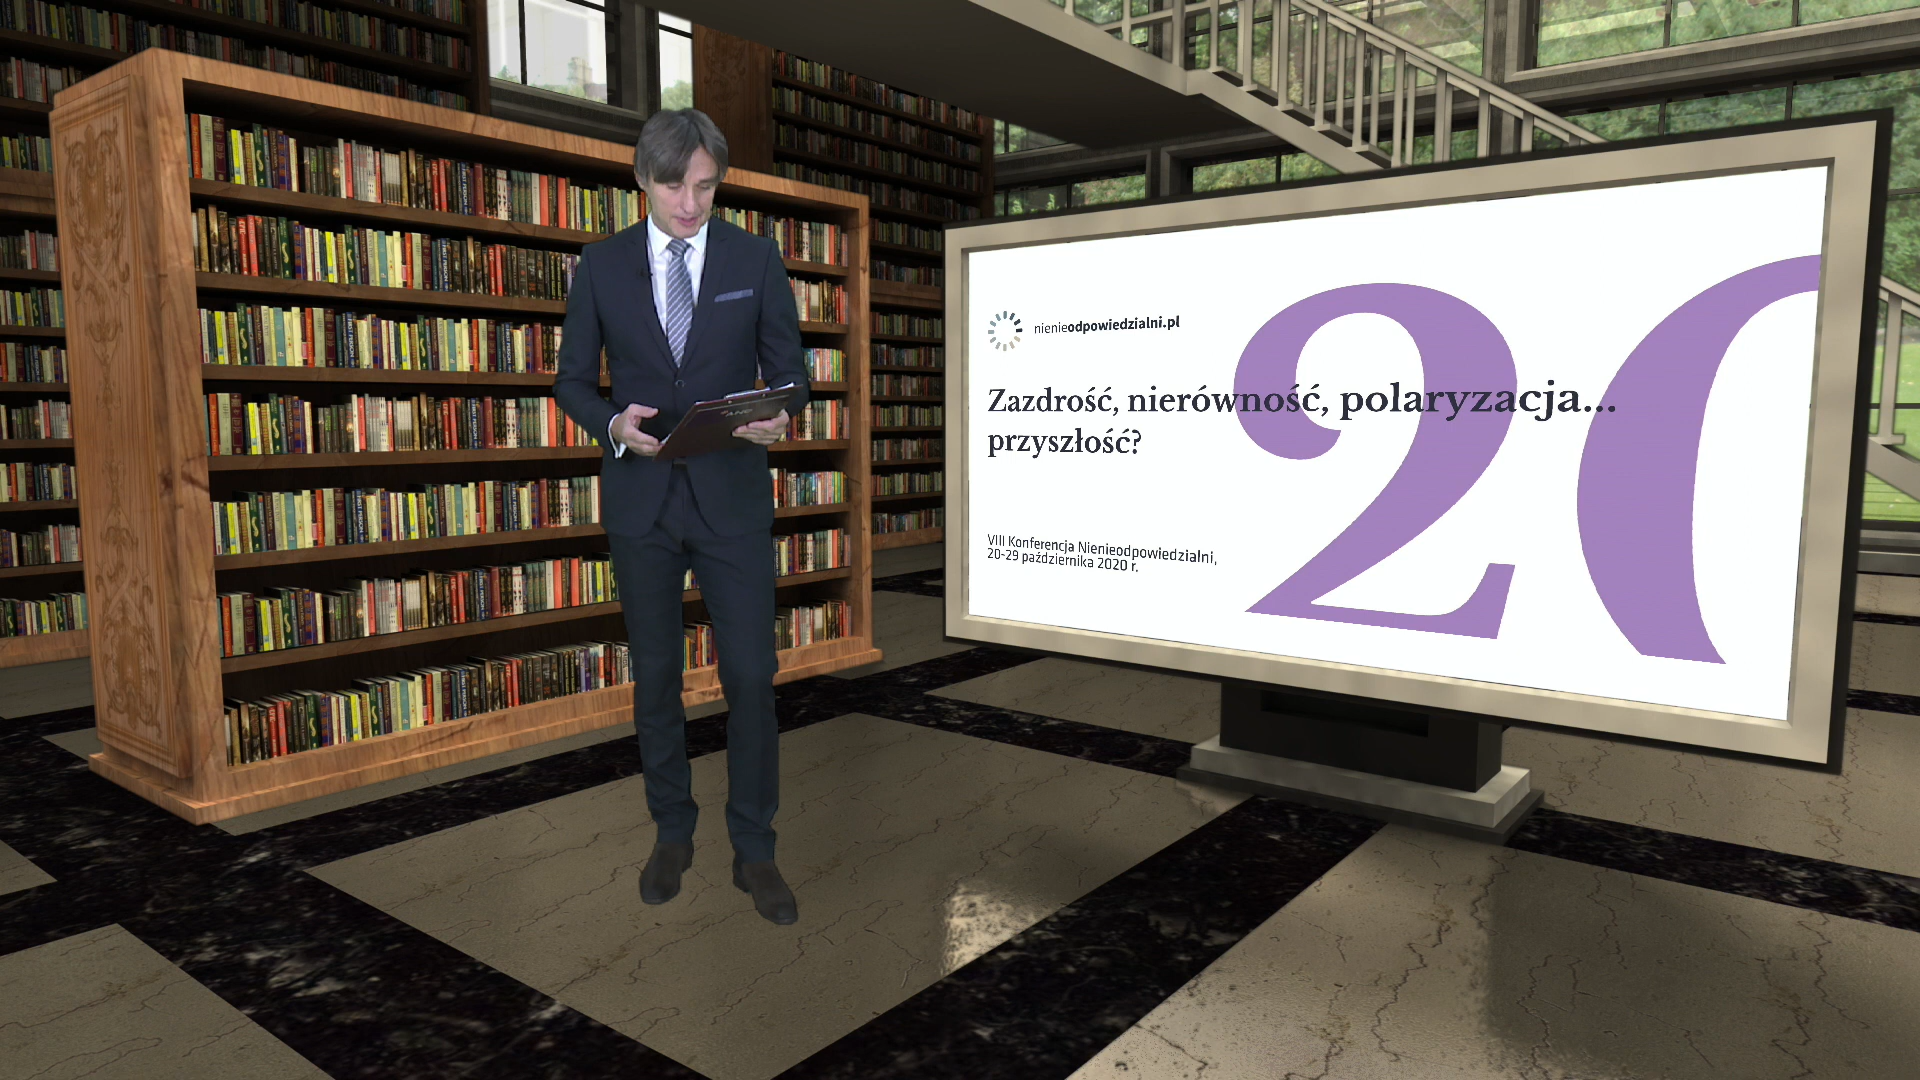 nienieodpowiedzialni.pl
20
Zazdrość, nierówność, polaryzacja...
przyszłość?
VIII Konferencja Nienieodpowiedzialni,
20-29 października 2020 r.